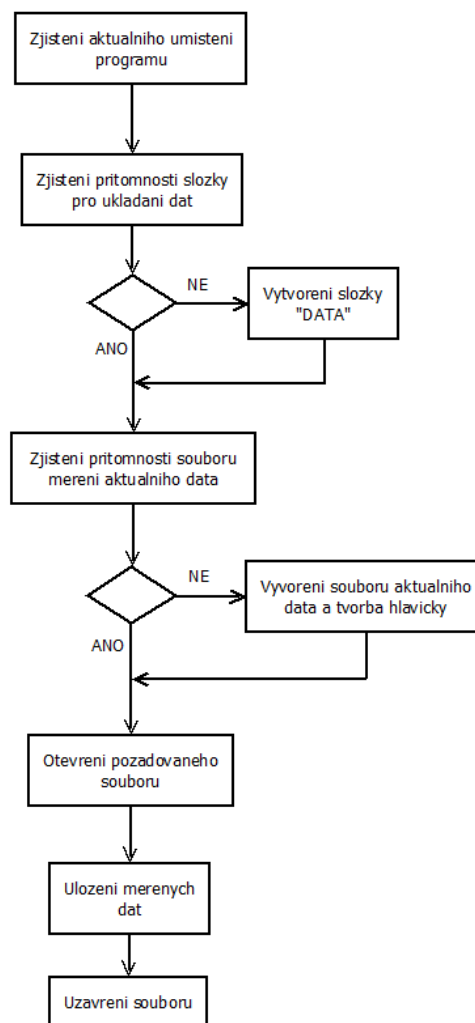 Zjisteni aktualniho umisteni
programu
Zjisteni pritomnosti slozky
pro ukladani dat
NE
Vytvoreni slozky
"DATA"
ANO
Zjisteni pritomnosti souboru
mereni aktualniho data
NE
Vyvoreni souboru aktualniho
data a tvorba hlavicky
ANO
Otevreni pozadovaneho
souboru
Ulozeni merenych
dat
Uzavreni souboru